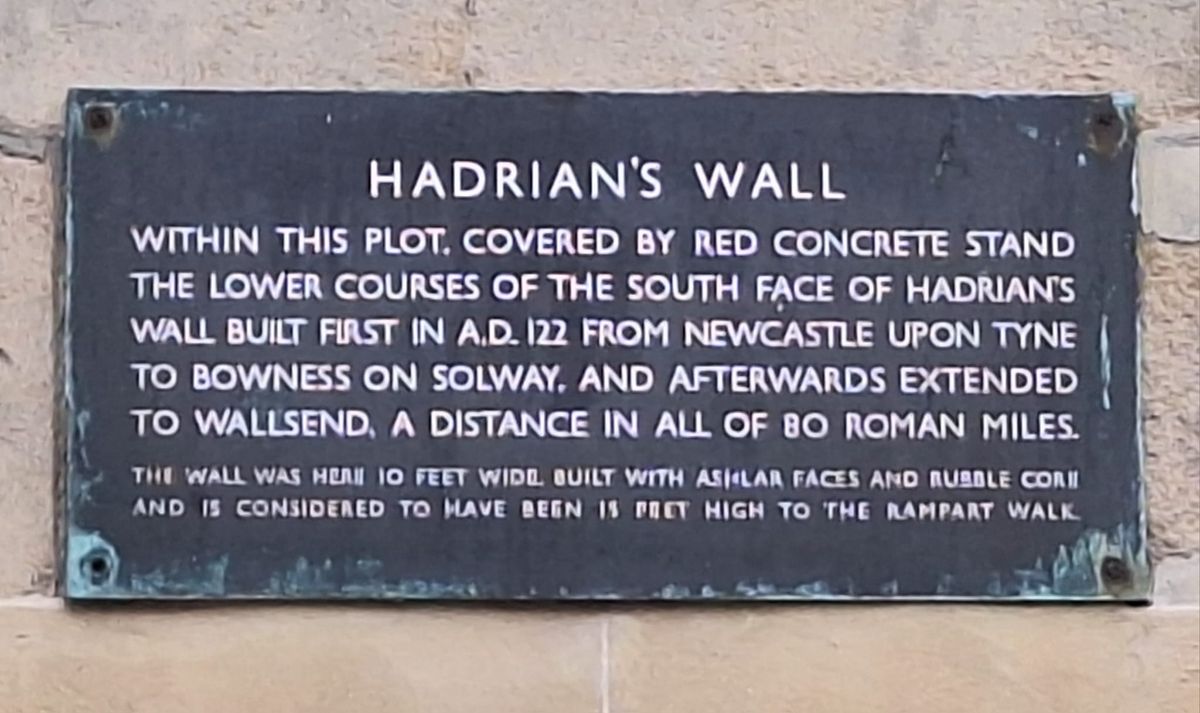 HADRIAN'S WALL
WITHIN THIS PLOT, COVERED BY RED CONCRETE STAND
THE LOWER COURSES OF THE SOUTH FACE OF HADRIAN'S
WALL BUILT FIRST IN A.D. 122 FROM NEWCASTLE UPON TYNE
TO BOWNESS ON SOLWAY, AND AFTERWARDS EXTENDED
TO WALLSEND, A DISTANCE IN ALL OF 80 ROMAN MILES.
THE WALL WAS HERE 10 FEET WIDE BUILT WITH ASHLAR FACES AND RUBBLE CORE
AND IS CONSIDERED TO HAVE BEEN 15 FEET HIGH TO THE RAMPART WALK.